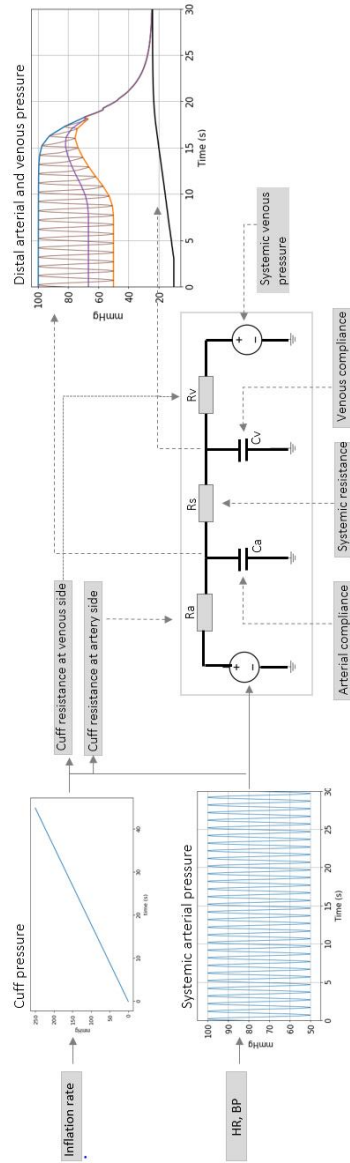 Inflation rate
HR, BP
Cuff pressure
mmHg
250
200
150
100
50
0
0
10
20
30
40
time (s)
Systemic arterial pressure
mmHg
100
90
80
70
60
50
0
5
10
15
20
25
30
Time (s)
Cuff resistance at venous side
Cuff resistance at artery side
Ra
Rs
Rv
Ca
Cv
+
−
+
−
Arterial compliance
Systemic resistance
Venous compliance
Systemic venous
pressure
Distal arterial and venous pressure
mmHg
100
80
60
40
20
0
5
10
15
20
25
30
Time (s)